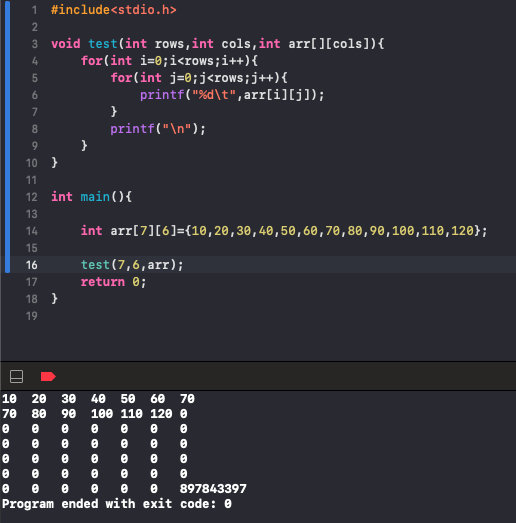 1 #include<stdio.h>
2
3 void test(int rows,int cols,int arr[][cols]){
4     for(int i=0;i<rows;i++){
5         for(int j=0;j<rows;j++){
6             printf("%d\t",arr[i][j]);
7         }
8         printf("\n");
9     }
10 }
11
12 int main(){
13
14     int arr[7][6]={10,20,30,40,50,60,70,80,90,100,110,120};
15
16     test(7,6,arr);
17     return 0;
18 }
19
10 20 30 40 50 60 70
70 80 90 100 110 120 0
0 0 0 0 0 0 0
0 0 0 0 0 0 0
0 0 0 0 0 0 0
0 0 0 0 0 0 0
0 0 0 0 0 0 897843397
Program ended with exit code: 0